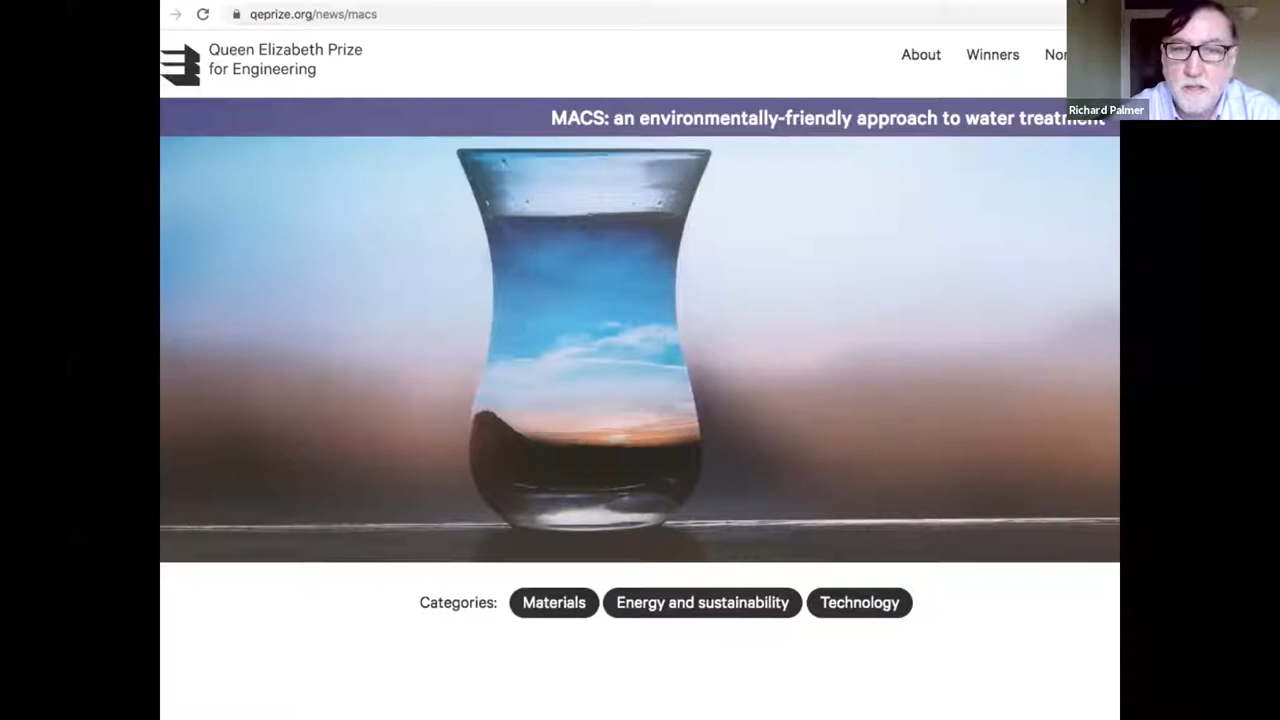 qeprize.org/news/macs
Queen Elizabeth Prize
for Engineering
About Winners
Richard Palmer
MACS: an environmentally-friendly approach to water treatment
Categories: Materials Energy and sustainability Technology